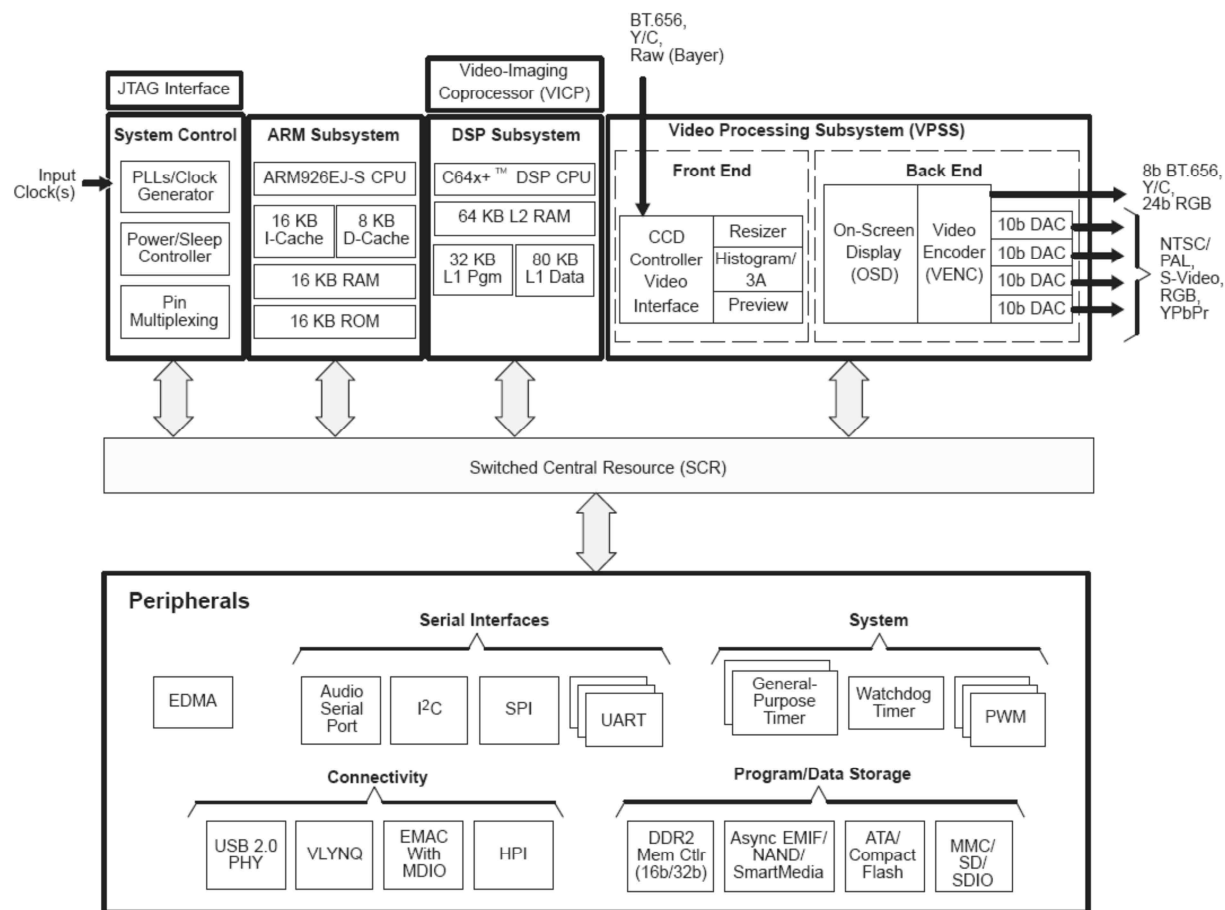 BT.656,
Y/C,
Raw (Bayer)
JTAG Interface
Video-Imaging
Coprocessor (VICP)
System Control
ARM Subsystem
DSP Subsystem
Video Processing Subsystem (VPSS)
Input
Clock(s)
PLLs/Clock
Generator
Power/Sleep
Controller
Pin
Multiplexing
ARM926EJ-S CPU
16 KB
I-Cache
8 KB
D-Cache
16 KB RAM
16 KB ROM
C64x+™ DSP CPU
64 KB L2 RAM
32 KB
L1 Pgm
80 KB
L1 Data
Front End
CCD
Controller
Video
Interface
Resizer
Histogram/
3A
Preview
Back End
On-Screen
Display
(OSD)
Video
Encoder
(VENC)
10b DAC
10b DAC
10b DAC
10b DAC
8b BT.656,
Y/C,
24b RGB
NTSC/
PAL,
S-Video,
RGB,
YPbPr
Switched Central Resource (SCR)
Peripherals
EDMA
Serial Interfaces
Audio
Serial
Port
I²C
SPI
UART
System
General-
Purpose
Timer
Watchdog
Timer
PWM
Connectivity
USB 2.0
PHY
VLYNQ
EMAC
With
MDIO
HPI
Program/Data Storage
DDR2
Mem Ctlr
(16b/32b)
Async EMIF/
NAND/
SmartMedia
ATA/
Compact
Flash
MMC/
SD/
SDIO